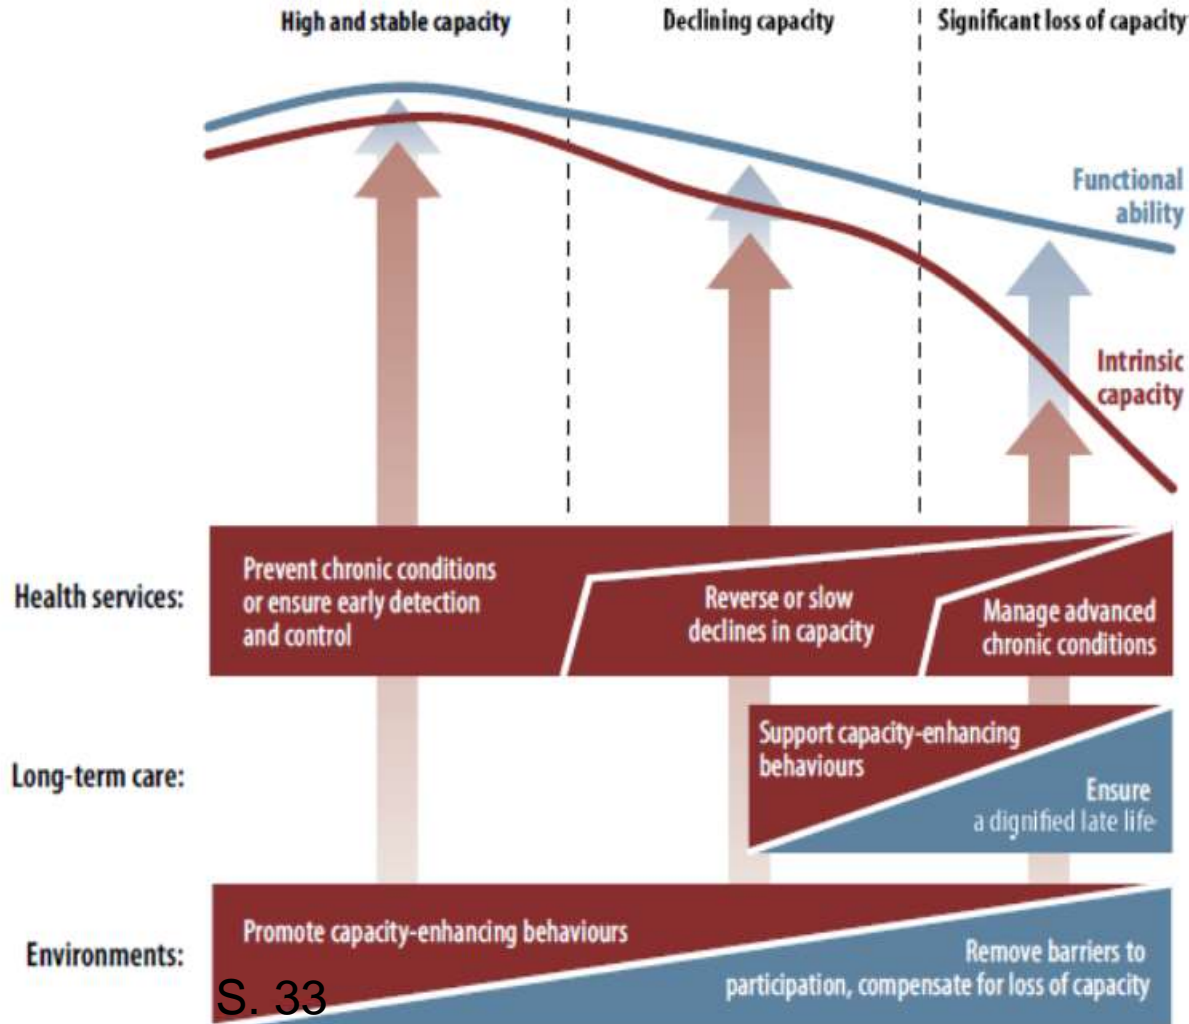 High and stable capacity
Declining capacity
Significant loss of capacity
Functional
ability
Intrinsic
capacity
Health services:
Prevent chronic conditions
or ensure early detection
and control
Reverse or slow
declines in capacity
Manage advanced
chronic conditions
Long-term care:
Support capacity-enhancing
behaviours
Ensure
a dignified late life
Environments:
Promote capacity-enhancing behaviours
Remove barriers to
participation, compensate for loss of capacity
S. 33